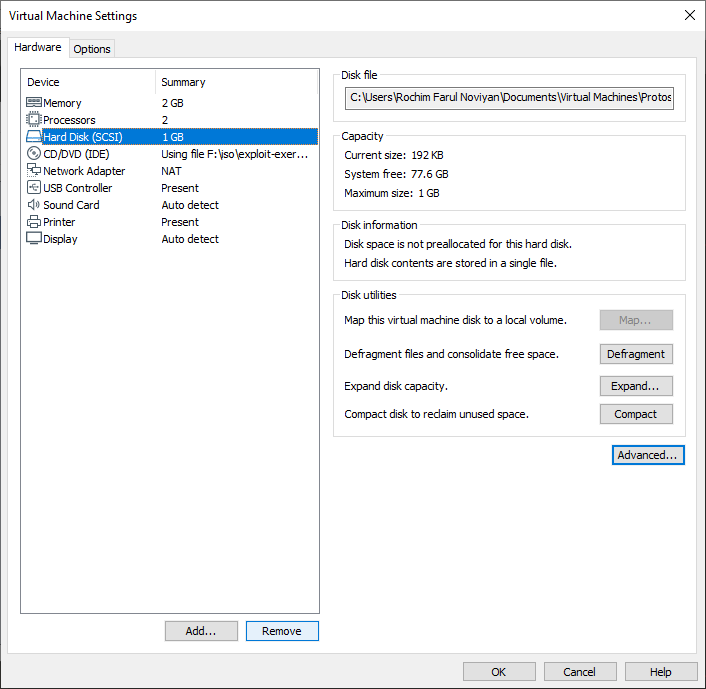 Virtual Machine Settings
Hardware Options
Device Summary
Memory 2 GB
Processors 2
Hard Disk (SCSI) 1 GB
CD/DVD (IDE) Using file F:\iso\exploit-exer...
Network Adapter NAT
USB Controller Present
Sound Card Auto detect
Printer Present
Display Auto detect
Add... Remove
Disk file
C:\Users\Rochim Farul Noviyan\Documents\Virtual Machines\Protos
Capacity
Current size: 192 KB
System free: 77.6 GB
Maximum size: 1 GB
Disk information
Disk space is not preallocated for this hard disk.
Hard disk contents are stored in a single file.
Disk utilities
Map this virtual machine disk to a local volume. Map...
Defragment files and consolidate free space. Defragment
Expand disk capacity. Expand...
Compact disk to reclaim unused space. Compact
Advanced...
OK Cancel Help